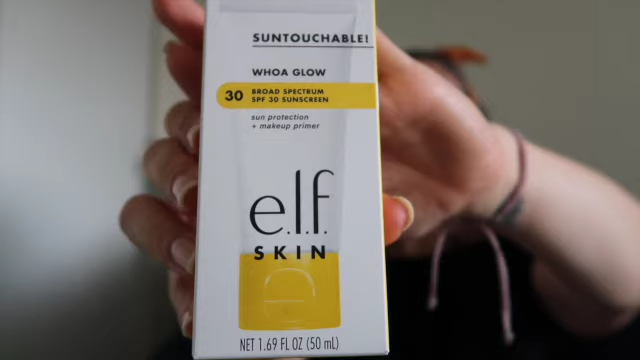 SUNTOUCHABLE!
WHOA GLOW
30 BROAD SPECTRUM
SPF 30 SUNSCREEN
sun protection
+ makeup primer
e.l.f.
SKIN
e
NET 1.69 FL OZ (50 mL)